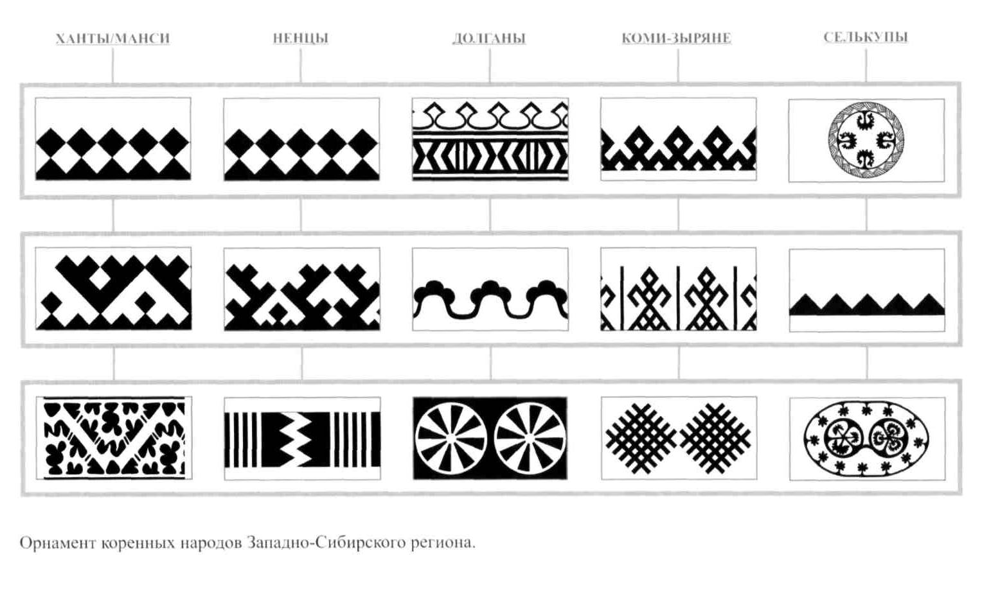 ХАНТЫ/МАНСИ
НЕНЦЫ
ДОЛГАНЫ
КОМИ-ЗЫРЯНЕ
СЕЛЬКУПЫ
Орнамент коренных народов Западно-Сибирского региона.